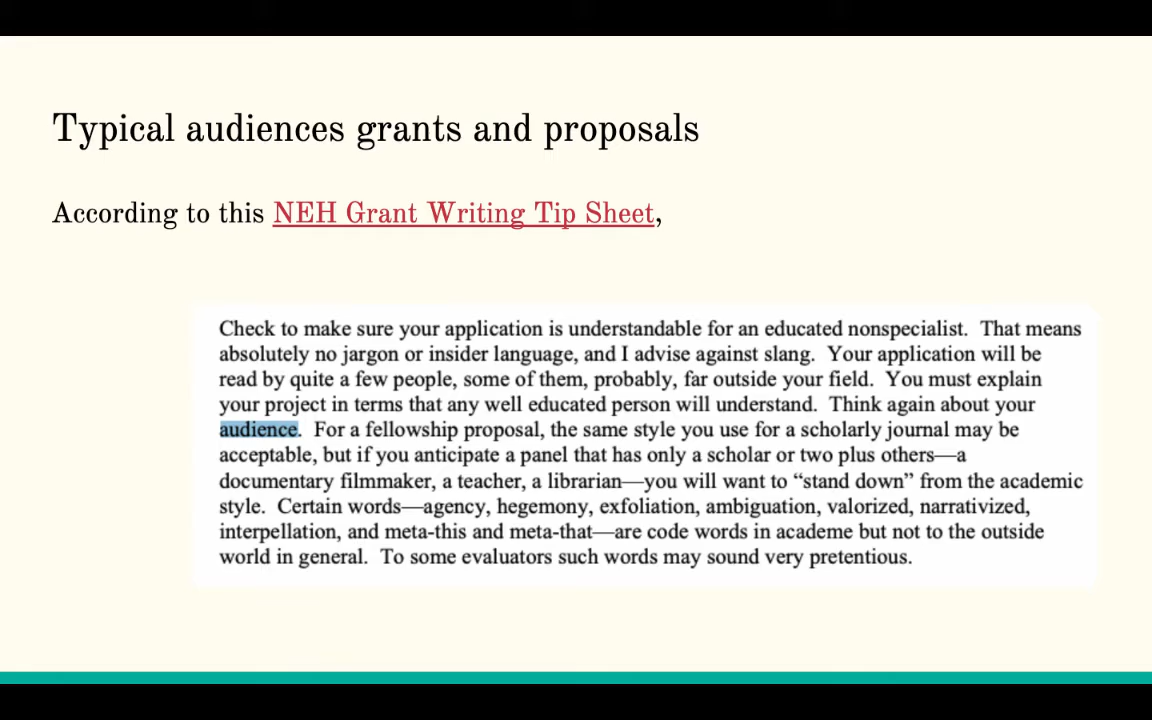 Typical audiences grants and proposals
According to this NEH Grant Writing Tip Sheet,
Check to make sure your application is understandable for an educated nonspecialist. That means
absolutely no jargon or insider language, and I advise against slang. Your application will be
read by quite a few people, some of them, probably, far outside your field. You must explain
your project in terms that any well educated person will understand. Think again about your
audience. For a fellowship proposal, the same style you use for a scholarly journal may be
acceptable, but if you anticipate a panel that has only a scholar or two plus others—a
documentary filmmaker, a teacher, a librarian—you will want to “stand down” from the academic
style. Certain words—agency, hegemony, exfoliation, ambiguation, valorized, narrativized,
interpellation, and meta-this and meta-that—are code words in academe but not to the outside
world in general. To some evaluators such words may sound very pretentious.